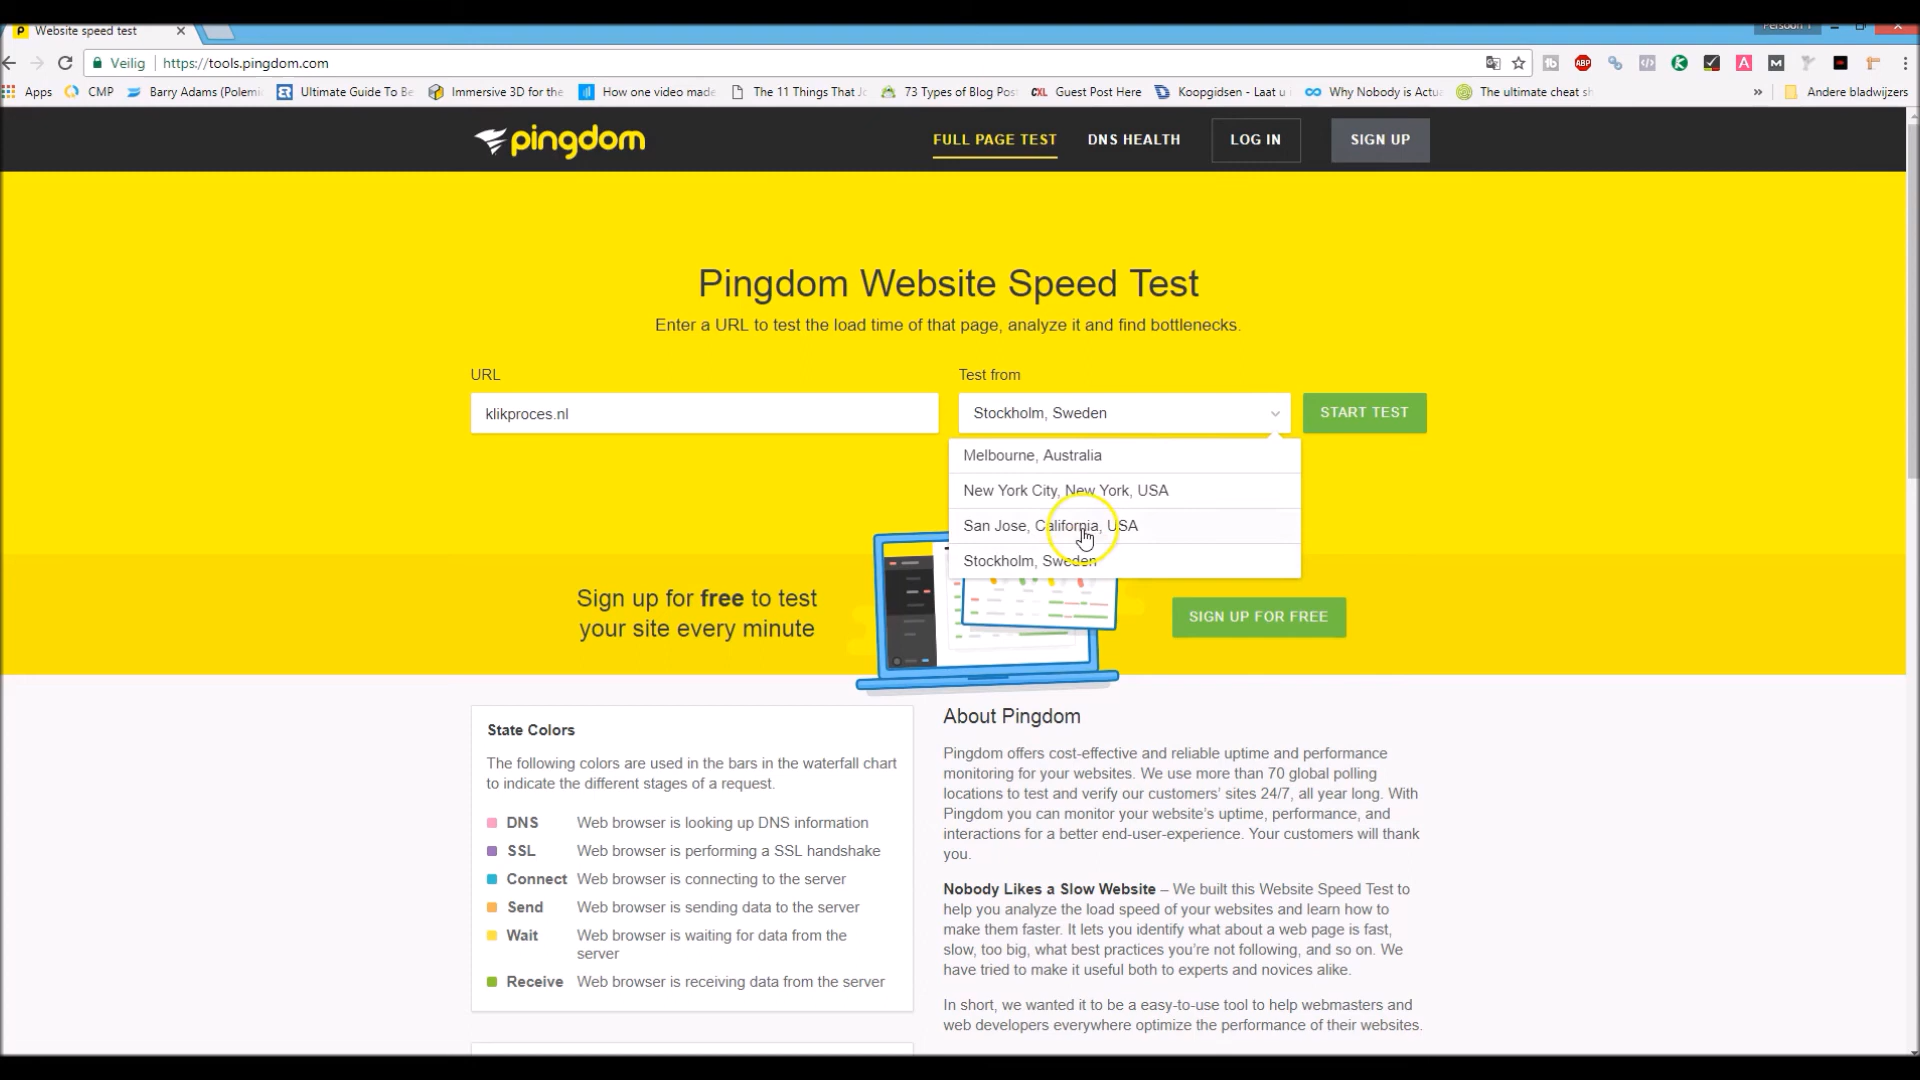 Website speed test
Persoon 1
Veilig https://tools.pingdom.com
Apps CMP Barry Adams (Polemi Ultimate Guide To Be Immersive 3D for the How one video made The 11 Things That 73 Types of Blog Pos CXL Guest Post Here Koopgidsen - Laat u Why Nobody is Actu The ultimate cheat sh » Andere bladwijzers
pingdom FULL PAGE TEST DNS HEALTH LOG IN SIGN UP
Pingdom Website Speed Test
Enter a URL to test the load time of that page, analyze it and find bottlenecks.
URL Test from
klikproces.nl Stockholm, Sweden START TEST
Melbourne, Australia
New York City, New York, USA
San Jose, California, USA
Stockholm, Sweden
Sign up for free to test
your site every minute
SIGN UP FOR FREE
State Colors
The following colors are used in the bars in the waterfall chart
to indicate the different stages of a request.
DNS Web browser is looking up DNS information
SSL Web browser is performing a SSL handshake
Connect Web browser is connecting to the server
Send Web browser is sending data to the server
Wait Web browser is waiting for data from the
server
Receive Web browser is receiving data from the server
About Pingdom
Pingdom offers cost-effective and reliable uptime and performance
monitoring for your websites. We use more than 70 global polling
locations to test and verify our customers' sites 24/7, all year long. With
Pingdom you can monitor your website's uptime, performance, and
interactions for a better end-user-experience. Your customers will thank
you.
Nobody Likes a Slow Website – We built this Website Speed Test to
help you analyze the load speed of your websites and learn how to
make them faster. It lets you identify what about a web page is fast,
slow, too big, what best practices you're not following, and so on. We
have tried to make it useful both to experts and novices alike.
In short, we wanted it to be a easy-to-use tool to help webmasters and
web developers everywhere optimize the performance of their websites.